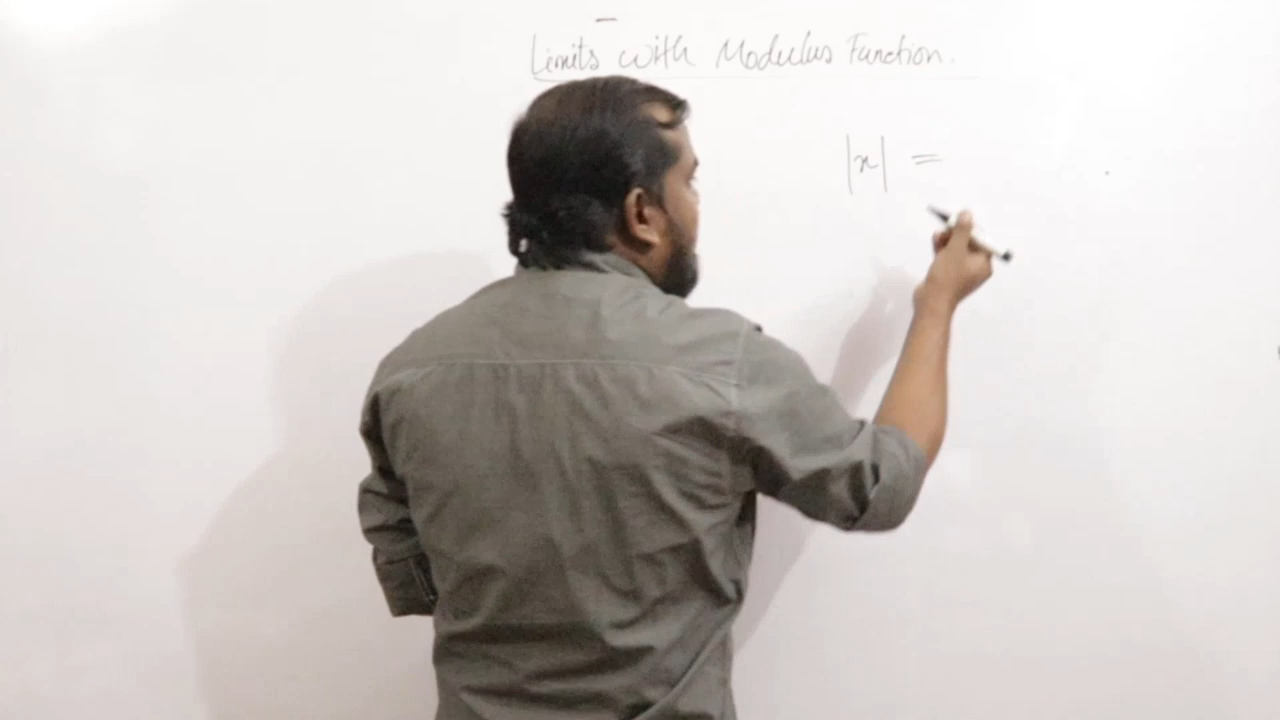 Limits with Modulus Function.
|x| =